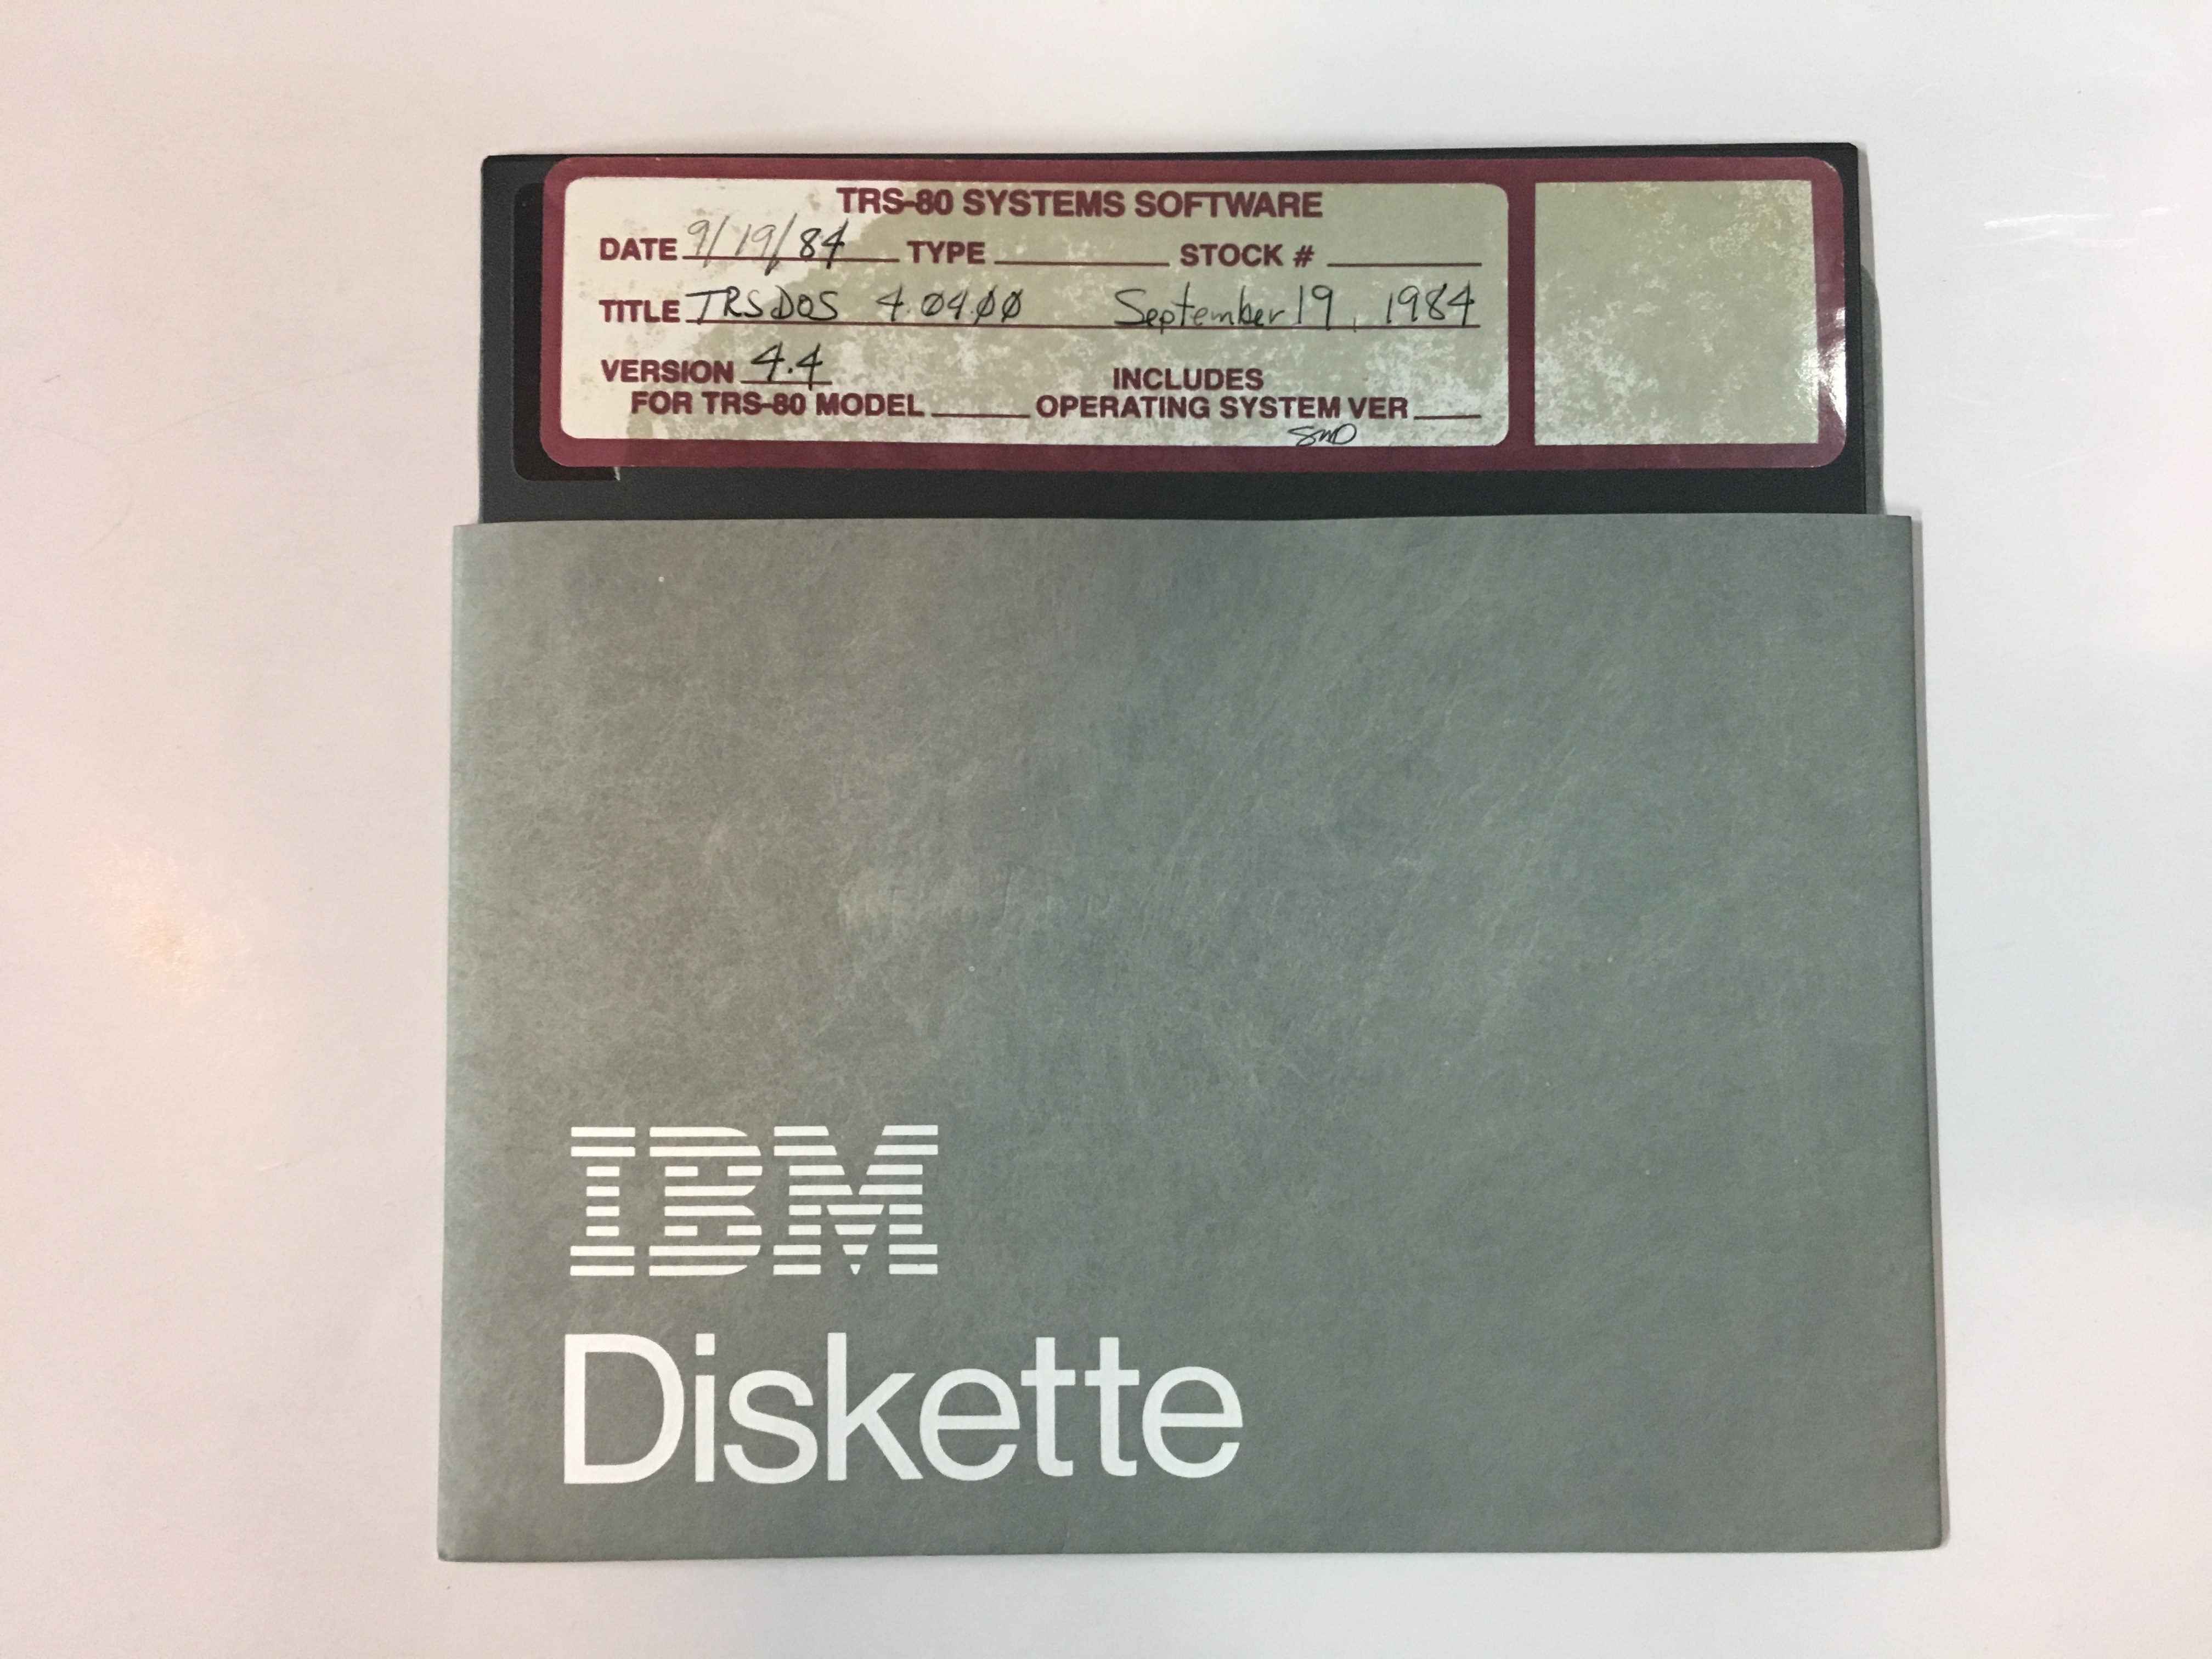 TRS-80 SYSTEMS SOFTWARE
DATE 9/19/84 TYPE STOCK #
TITLE TRSDOS 4.04.00 September 19, 1984
VERSION 4.4 INCLUDES
FOR TRS-80 MODEL OPERATING SYSTEM VER
IBM
Diskette